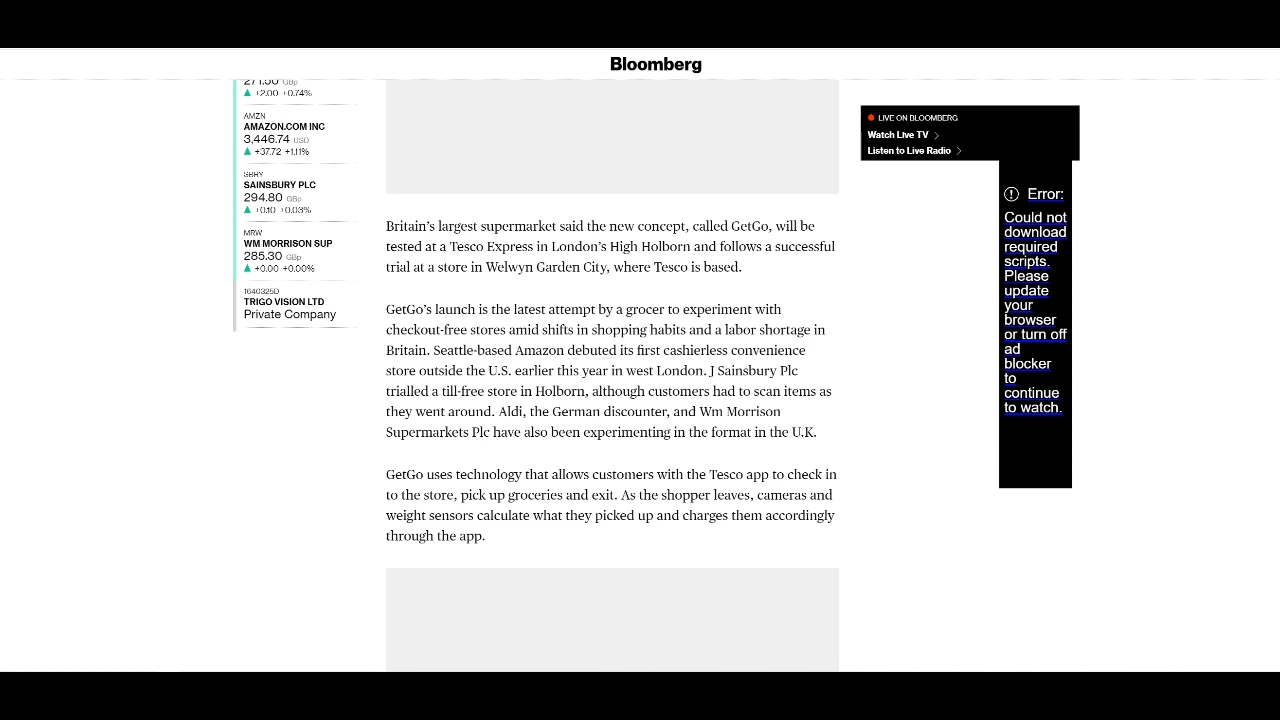 Bloomberg
271.50 GBp
+2.00 +0.74%
AMZN
AMAZON.COM INC
3,446.74 USD
+37.72 +1.11%
SBRY
SAINSBURY PLC
294.80 GBp
+0.10 +0.03%
MRW
WM MORRISON SUP
285.30 GBp
+0.00 +0.00%
1640325D
TRIGO VISION LTD
Private Company
Britain’s largest supermarket said the new concept, called GetGo, will be
tested at a Tesco Express in London’s High Holborn and follows a successful
trial at a store in Welwyn Garden City, where Tesco is based.
GetGo’s launch is the latest attempt by a grocer to experiment with
checkout-free stores amid shifts in shopping habits and a labor shortage in
Britain. Seattle-based Amazon debuted its first cashierless convenience
store outside the U.S. earlier this year in west London. J Sainsbury Plc
trialled a till-free store in Holborn, although customers had to scan items as
they went around. Aldi, the German discounter, and Wm Morrison
Supermarkets Plc have also been experimenting in the format in the U.K.
GetGo uses technology that allows customers with the Tesco app to check in
to the store, pick up groceries and exit. As the shopper leaves, cameras and
weight sensors calculate what they picked up and charges them accordingly
through the app.
LIVE ON BLOOMBERG
Watch Live TV
Listen to Live Radio
Error:
Could not
download
required
scripts.
Please
update
your
browser
or turn off
ad
blocker
to
continue
to watch.